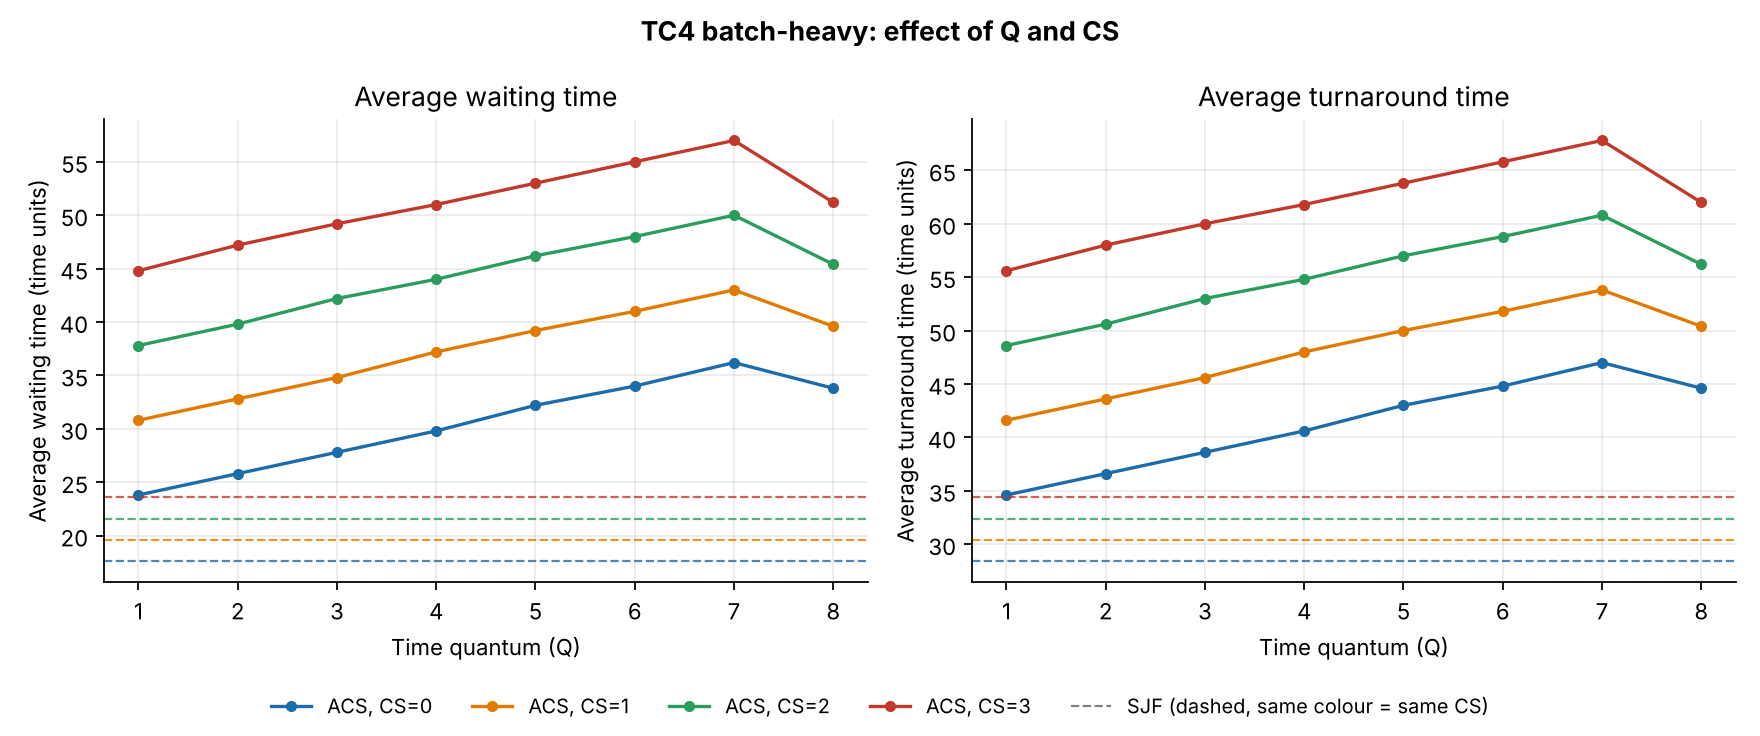 TC4 batch-heavy: effect of Q and CS
Average waiting time
Average waiting time (time units)
55
50
45
40
35
30
25
20
1 2 3 4 5 6 7 8
Time quantum (Q)
Average turnaround time
Average turnaround time (time units)
65
60
55
50
45
40
35
30
1 2 3 4 5 6 7 8
Time quantum (Q)
ACS, CS=0 ACS, CS=1 ACS, CS=2 ACS, CS=3 SJF (dashed, same colour = same CS)